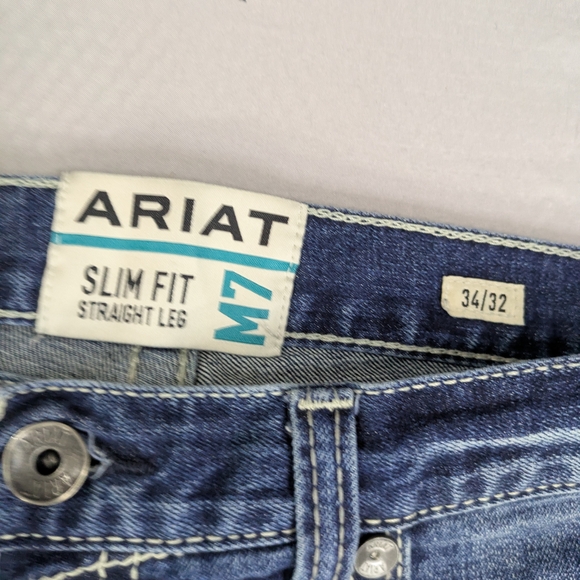 ARIAT
SLIM FIT
STRAIGHT LEG
M7
34/32